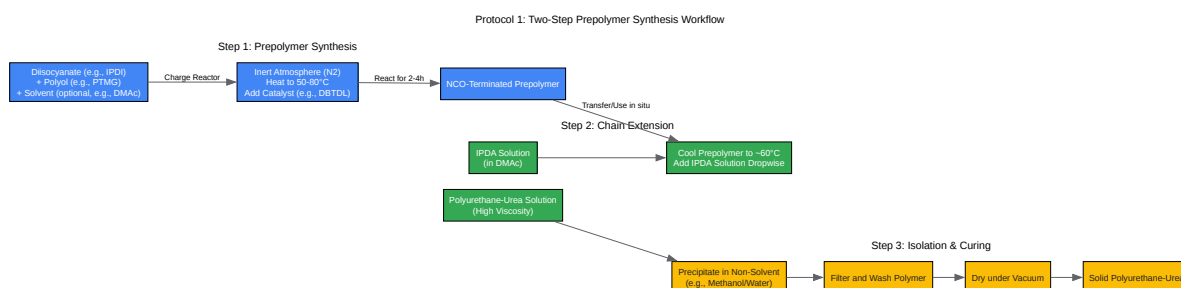 Protocol 1: Two-Step Prepolymer Synthesis Workflow
Step 1: Prepolymer Synthesis
Diisocyanate (e.g., IPDI)
+ Polyol (e.g., PTMG)
+ Solvent (optional, e.g., DMAc)
Charge Reactor
Inert Atmosphere (N2)
Heat to 50-80°C
Add Catalyst (e.g., DBTDL)
React for 2-4h
NCO-Terminated Prepolymer
Transfer/Use in situ
Step 2: Chain Extension
IPDA Solution
(in DMAc)
Cool Prepolymer to ~60°C
Add IPDA Solution Dropwise
Polyurethane-Urea Solution
(High Viscosity)
Step 3: Isolation & Curing
Precipitate in Non-Solvent
(e.g., Methanol/Water)
Filter and Wash Polymer
Dry under Vacuum
Solid Polyurethane-Urea